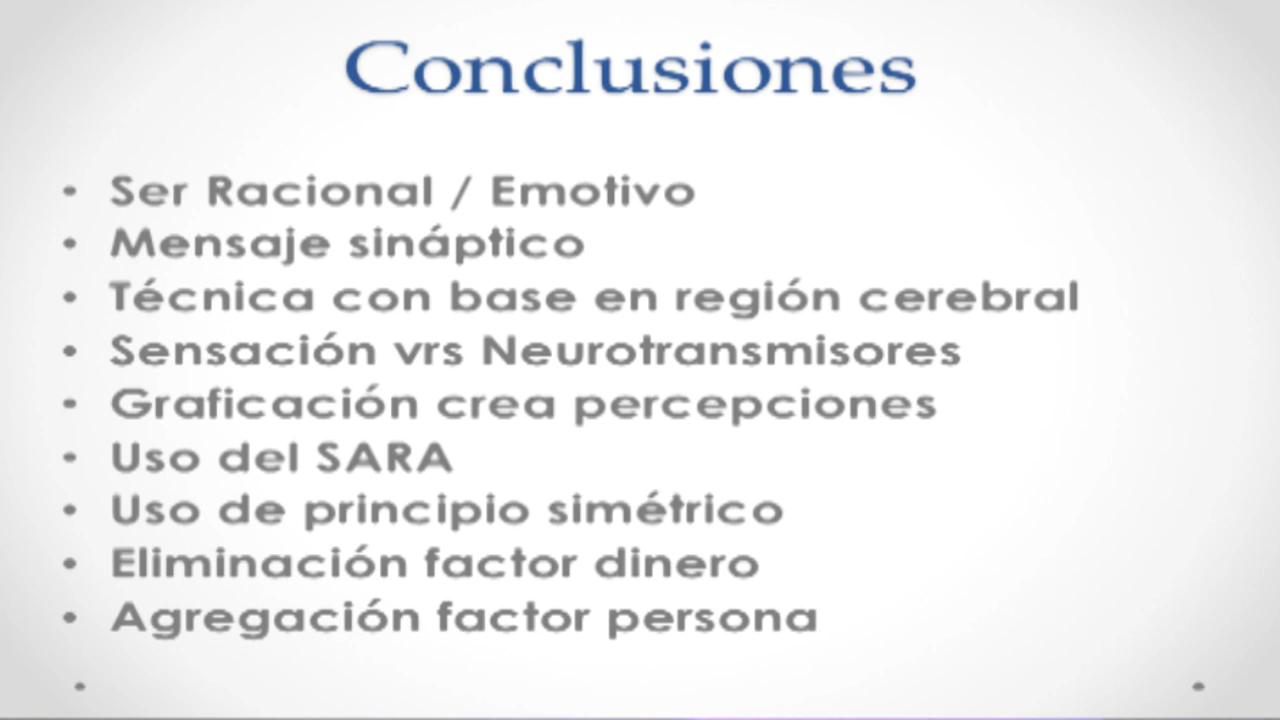 Conclusiones
• Ser Racional / Emotivo
• Mensaje sináptico
• Técnica con base en región cerebral
• Sensación vrs Neurotransmisores
• Graficación crea percepciones
• Uso del SARA
• Uso de principio simétrico
• Eliminación factor dinero
• Agregación factor persona